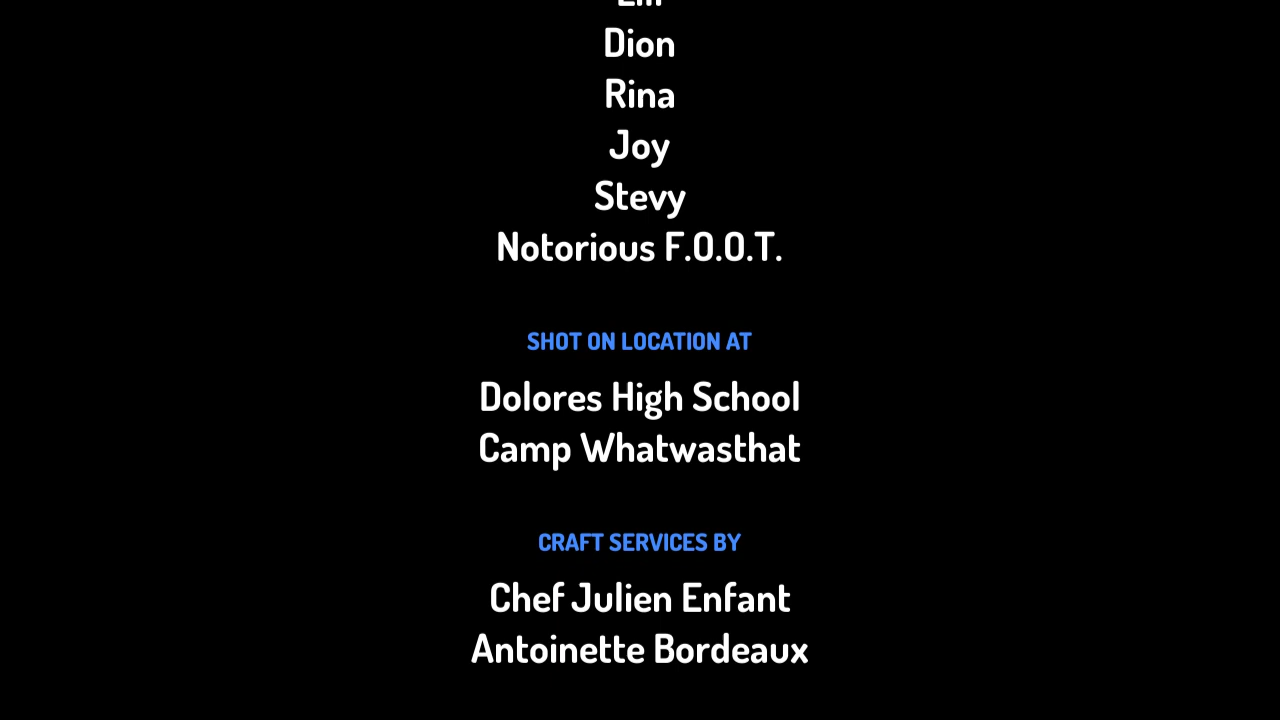 Dion
Rina
Joy
Stevy
Notorious F.O.O.T.
SHOT ON LOCATION AT
Dolores High School
Camp Whatwasthat
CRAFT SERVICES BY
Chef Julien Enfant
Antoinette Bordeaux